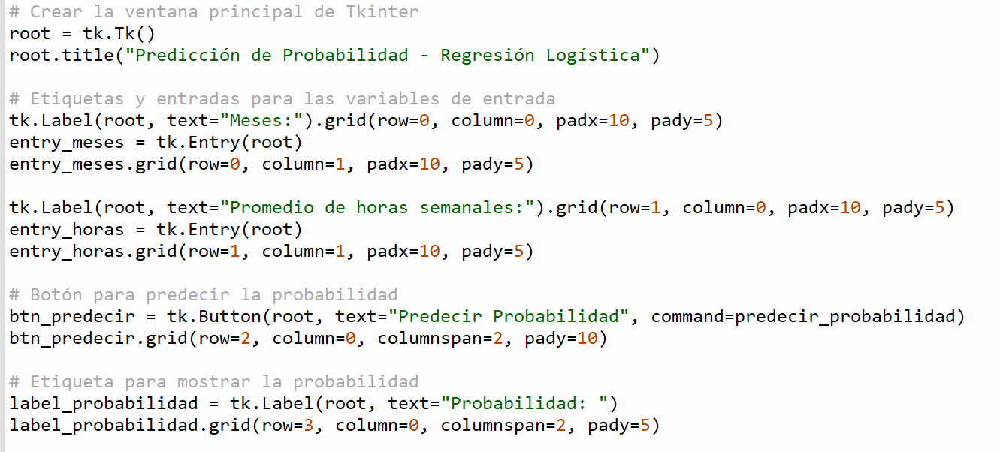 # Crear la ventana principal de Tkinter
root = tk.Tk()
root.title("Predicción de Probabilidad - Regresión Logística")
# Etiquetas y entradas para las variables de entrada
tk.Label(root, text="Meses:").grid(row=0, column=0, padx=10, pady=5)
entry_meses = tk.Entry(root)
entry_meses.grid(row=0, column=1, padx=10, pady=5)
tk.Label(root, text="Promedio de horas semanales:").grid(row=1, column=0, padx=10, pady=5)
entry_horas = tk.Entry(root)
entry_horas.grid(row=1, column=1, padx=10, pady=5)
# Botón para predecir la probabilidad
btn_predecir = tk.Button(root, text="Predecir Probabilidad", command=predecir_probabilidad)
btn_predecir.grid(row=2, column=0, columnspan=2, pady=10)
# Etiqueta para mostrar la probabilidad
label_probabilidad = tk.Label(root, text="Probabilidad: ")
label_probabilidad.grid(row=3, column=0, columnspan=2, pady=5)